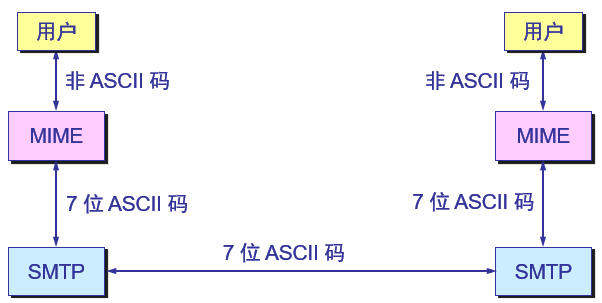 用户 用户
非 ASCII 码 非 ASCII 码
MIME MIME
7 位 ASCII 码 7 位 ASCII 码
7 位 ASCII 码
SMTP SMTP